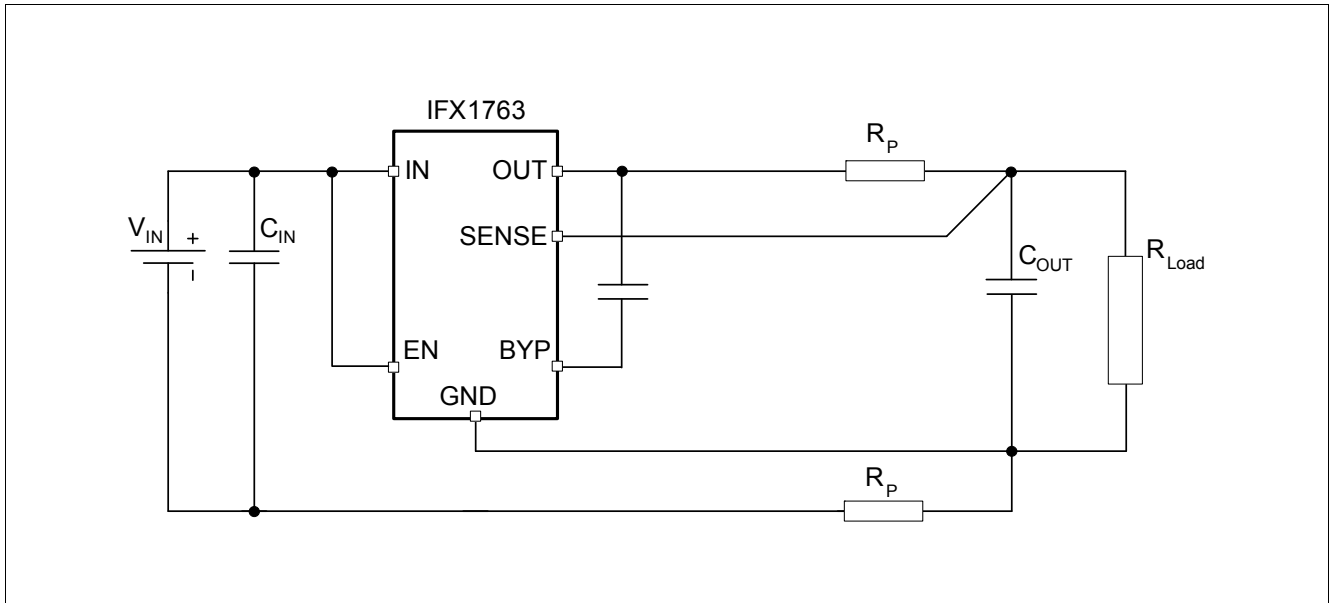 IFX1763
R_P
IN
OUT
V_IN
+
-
C_IN
SENSE
C_OUT
R_Load
EN
BYP
GND
R_P